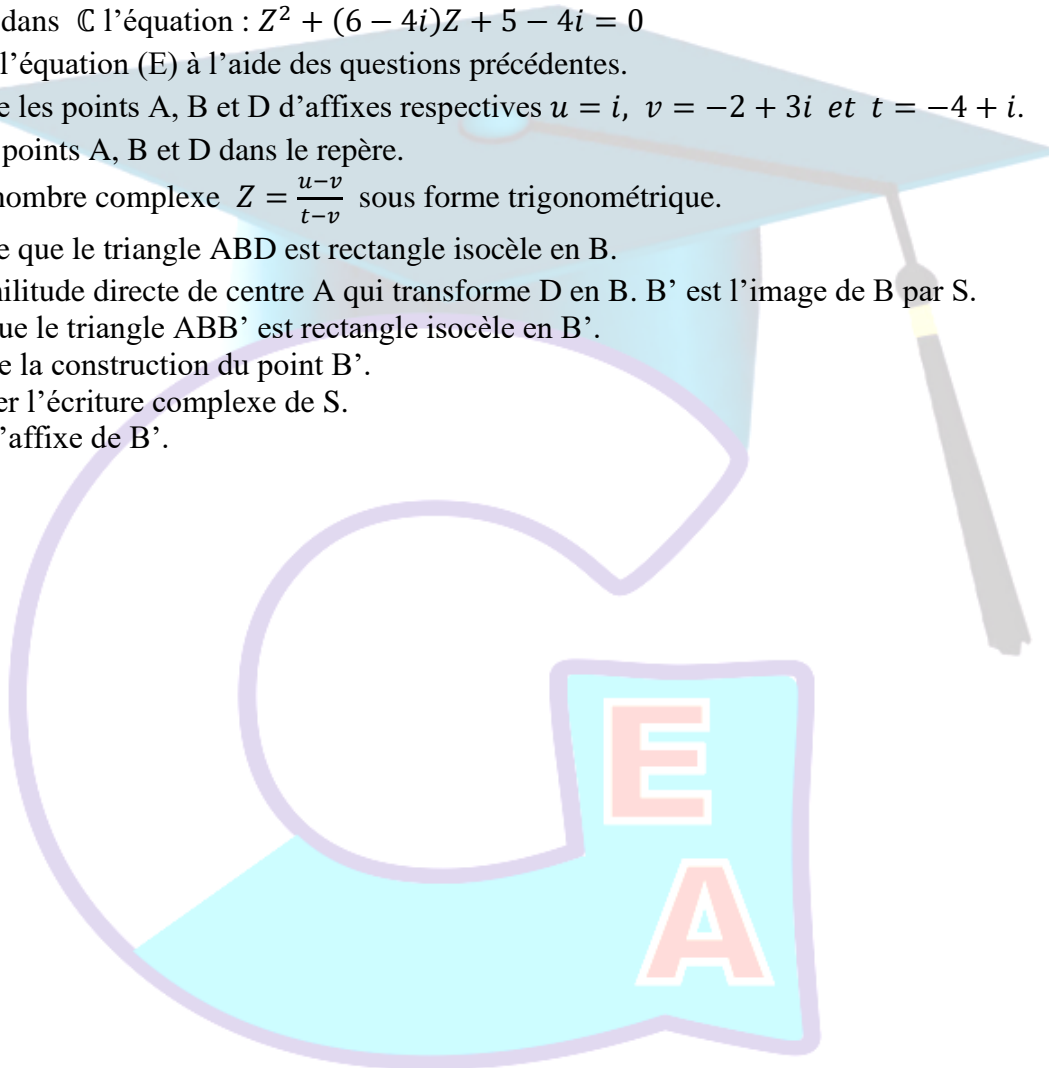 dans ℂ l’équation : Z² + (6 − 4i)Z + 5 − 4i = 0
l’équation (E) à l’aide des questions précédentes.
les points A, B et D d’affixes respectives u = i, v = −2 + 3i et t = −4 + i.
points A, B et D dans le repère.
nombre complexe Z = (u−v)/(t−v) sous forme trigonométrique.
que le triangle ABD est rectangle isocèle en B.
directe de centre A qui transforme D en B. B’ est l’image de B par S.
que le triangle ABB’ est rectangle isocèle en B’.
la construction du point B’.
l’écriture complexe de S.
l’affixe de B’.
E
A